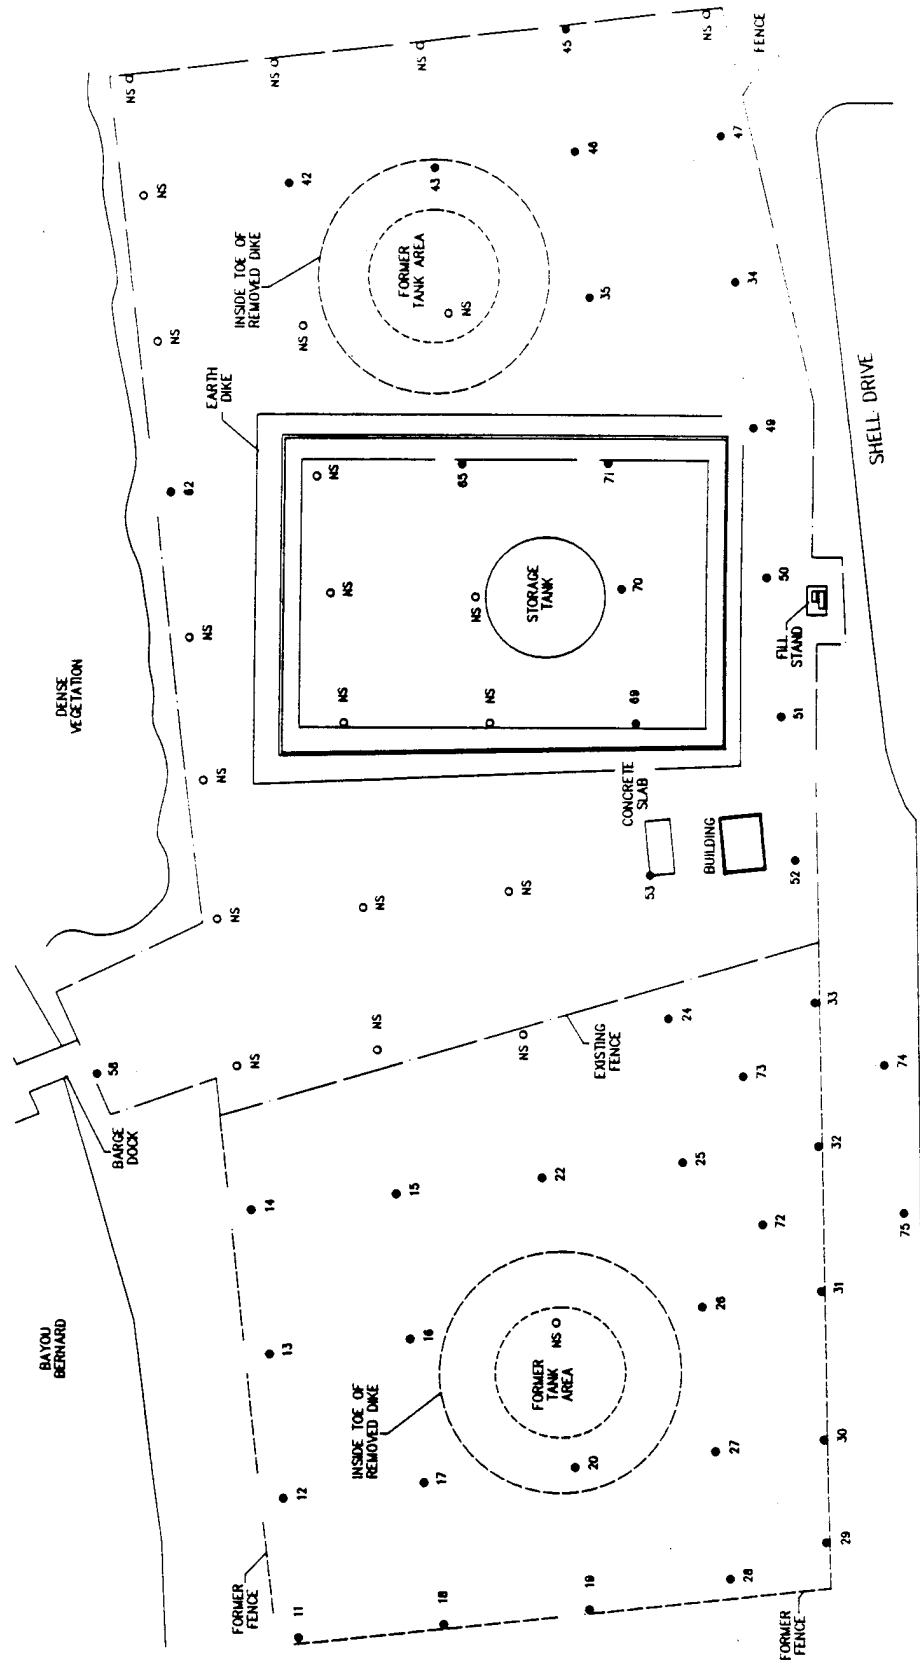 BAYOU
BERNARD
DENSE
VEGETATION
BARGE
DOCK
58
NS
NS
NS
62
NS
NS
NS
FORMER
FENCE
11
12
13
14
NS
NS
EARTH
DIKE
INSIDE TOE OF
REMOVED DIKE
NS
42
NS
INSIDE TOE OF
REMOVED DIKE
18
17
16
15
NS
NS
NS
NS
NS
FORMER
TANK AREA
NS
43
NS
19
20
FORMER
TANK
AREA
NS
22
NS
NS
NS
NS
STORAGE
TANK
65
35
46
45
EXISTING
FENCE
28
27
26
25
24
53
CONCRETE
SLAB
69
70
71
34
47
NS
BUILDING
72
73
52
51
50
49
FENCE
FILL
STAND
FORMER
FENCE
29
30
31
32
33
75
74
SHELL DRIVE